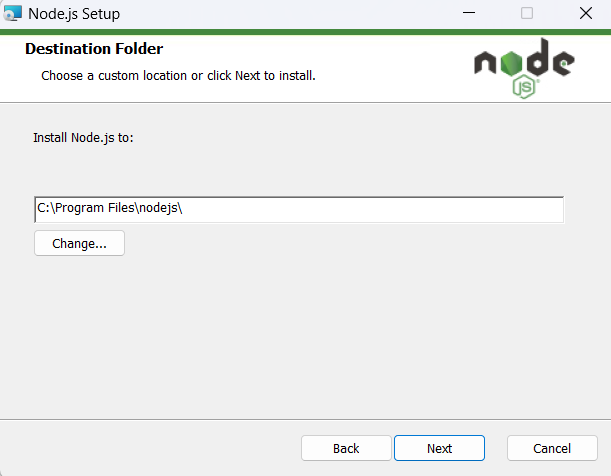 Node.js Setup
Destination Folder
Choose a custom location or click Next to install.
node
JS
®
Install Node.js to:
C:\Program Files\nodejs\
Change...
Back
Next
Cancel